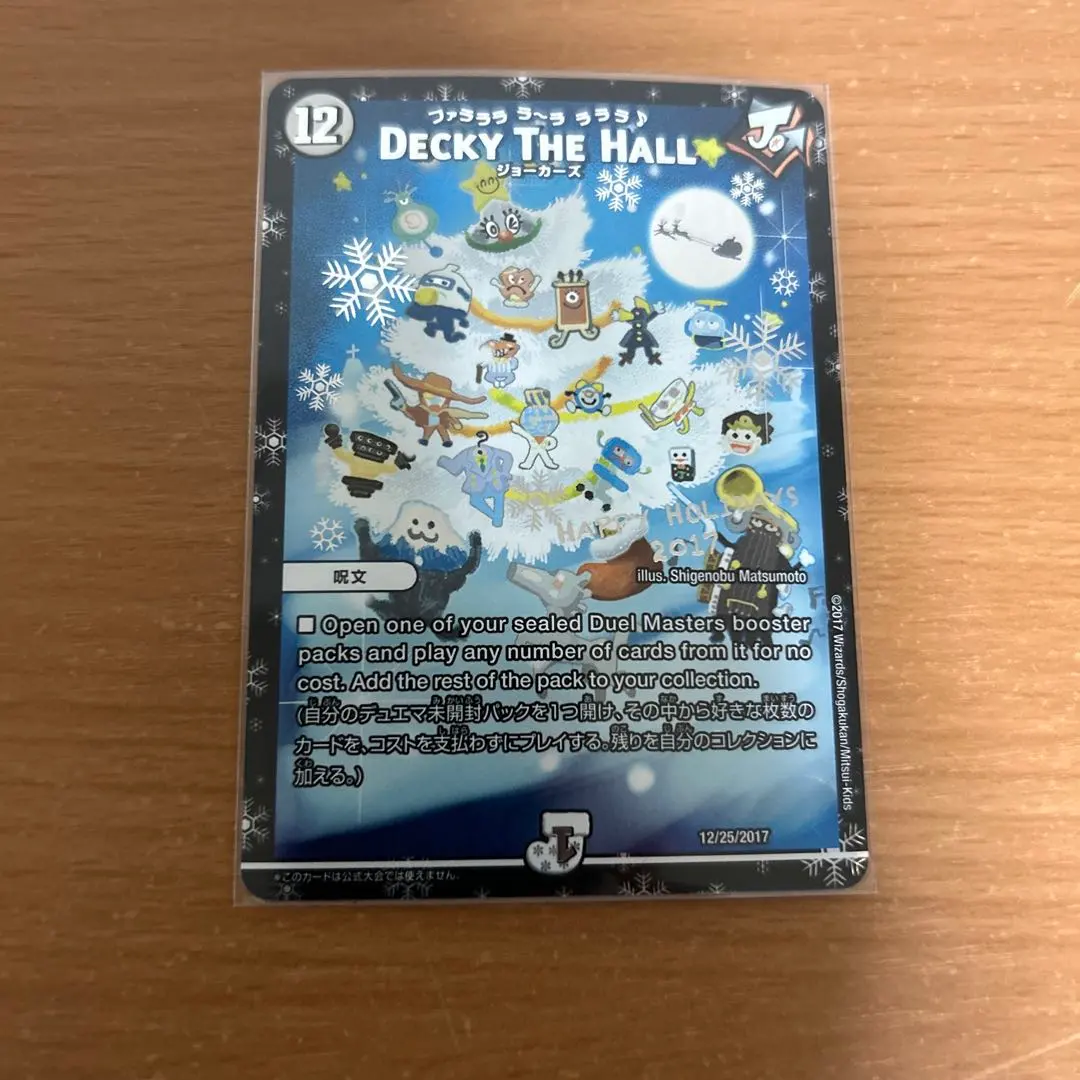 12
ファラララ ラ～ラ ラララ♪
DECKY THE HALL
ジョーカーズ
J
HAPPY HOLIDAYS
2017
illus. Shigenobu Matsumoto
呪文
■ Open one of your sealed Duel Masters booster
packs and play any number of cards from it for no
cost. Add the rest of the pack to your collection.
(自分のデュエマ未開封パックを1つ開け、その中から好きな枚数の
カードを、コストを支払わずにプレイする。残りを自分のコレクションに
加える。)
©2017 Wizards/Shogakukan/Mitsui-Kids
12/25/2017
※このカードは公式大会では使えません。